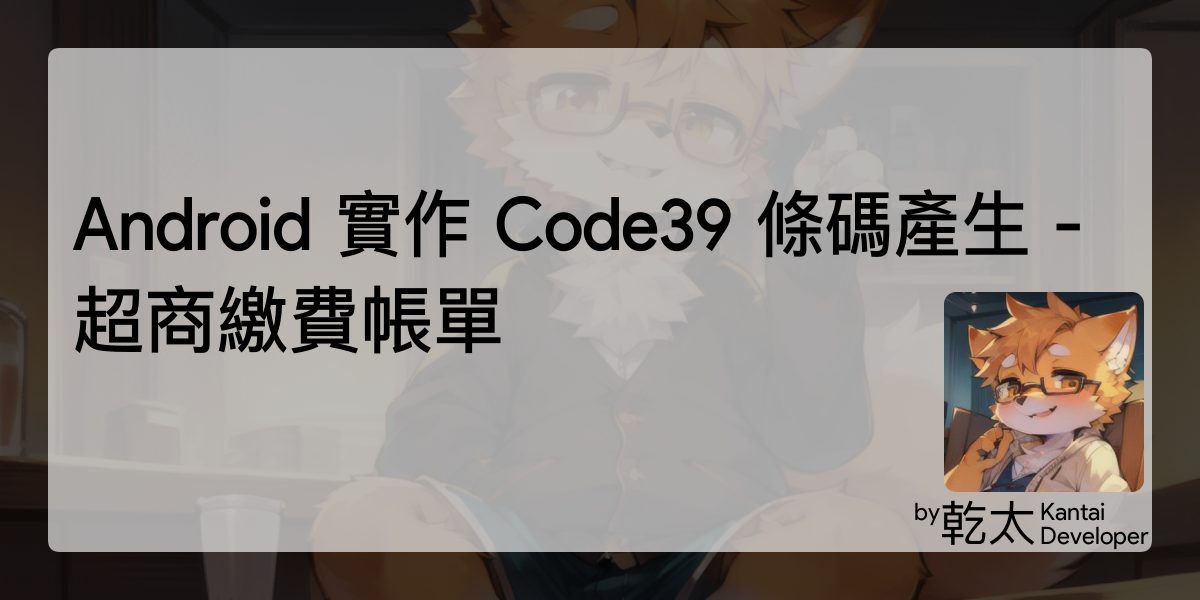 Android 實作 Code39 條碼產生 -
超商繳費帳單
by乾太 Kantai
Developer